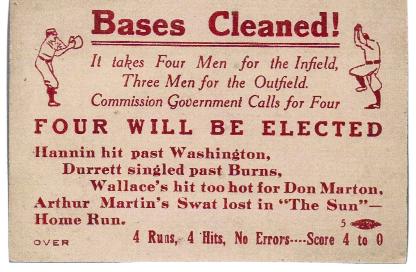 Bases Cleaned!
It takes Four Men for the Infield,
Three Men for the Outfield.
Commission Government Calls for Four
FOUR WILL BE ELECTED
Hannin hit past Washington,
Durrett singled past Burns,
Wallace's hit too hot for Don Marton,
Arthur Martin's Swat lost in "The Sun"—
Home Run.
5
OVER
4 Runs, 4 Hits, No Errors----Score 4 to 0